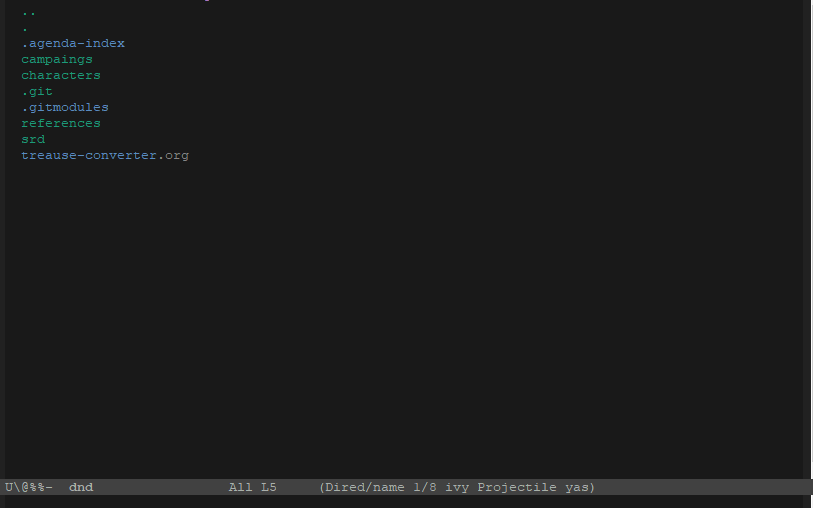 ..
.
.agenda-index
campaings
characters
.git
.gitmodules
references
srd
treause-converter.org
U\@%%-  dnd                 All L5     (Dired/name 1/8 ivy Projectile yas)